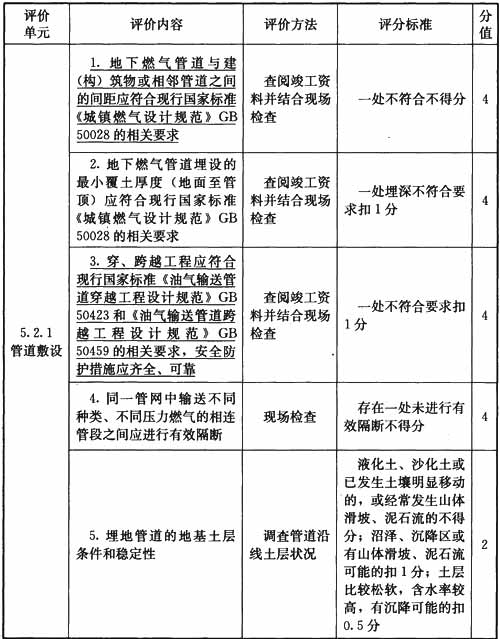 评价
单元
评价内容
评价方法
评分标准
分
值
5.2.1
管道敷设
1. 地下燃气管道与建
(构)筑物或相邻管道之间
的间距应符合现行国家标准
《城镇燃气设计规范》GB
50028 的相关要求
查阅竣工资
料并结合现场
检查
一处不符合不得分
4
2. 地下燃气管道埋设的
最小覆土厚度(地面至管
顶)应符合现行国家标准
《城镇燃气设计规范》GB
50028 的相关要求
查阅竣工资
料并结合现场
检查
一处埋深不符合要
求扣 1 分
4
3. 穿、跨越工程应符合
现行国家标准《油气输送管
道穿越工程设计规范》GB
50423 和《油气输送管道跨
越工程设计规范》GB
50459 的相关要求，安全防
护措施应齐全、可靠
查阅竣工资
料并结合现场
检查
一处不符合要求扣
1 分
4
4. 同一管网中输送不同
种类、不同压力燃气的相连
管段之间应进行有效隔断
现场检查
存在一处未进行有
效隔断不得分
4
5. 埋地管道的地基土层
条件和稳定性
调查管道沿
线土层状况
液化土、沙化土或
已发生土壤明显移动
的，或经常发生山体
滑坡、泥石流的不得
分；沼泽、沉降区或
有山体滑坡、泥石流
可能的扣 1 分；土层
比较松软，含水率较
高，有沉降可能的扣
0.5 分
2